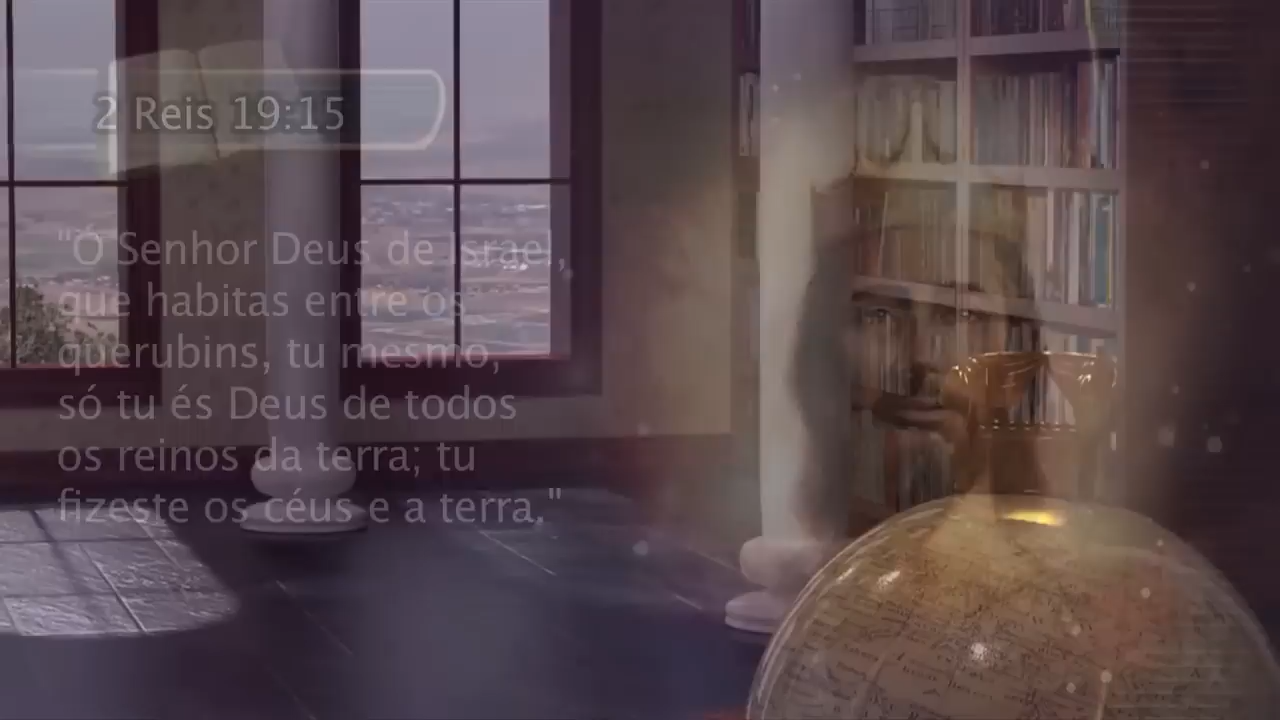 2 Reis 19:15
"Ó Senhor Deus de Israel,
que habitas entre os
querubins, tu mesmo,
só tu és Deus de todos
os reinos da terra; tu
fizeste os céus e a terra."